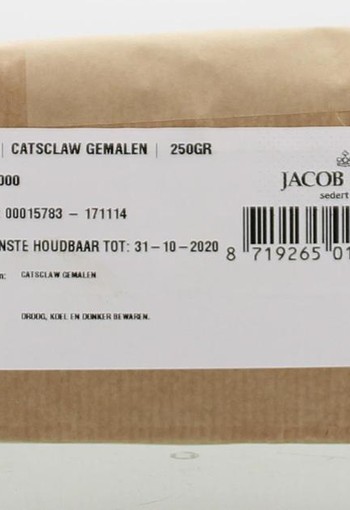 | CATSCLAW GEMALEN | 250GR
000
JACOB
sedert
: 00015783 - 171114
NSTE HOUDBAAR TOT: 31-10-2020
8 719265 01
n: CATSCLAW GEMALEN
DROOG, KOEL EN DONKER BEWAREN.